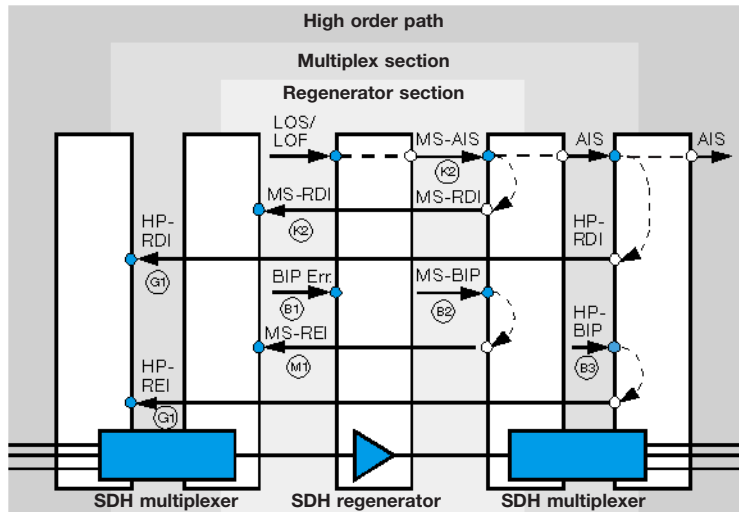 High order path
Multiplex section
Regenerator section
LOS/
LOF
MS-AIS
AIS
AIS
K2
MS-RDI
MS-RDI
K2
HP-
RDI
HP-
RDI
G1
BIP Err.
MS-BIP
B1
B2
HP-
BIP
MS-REI
M1
B3
HP-
REI
G1
SDH multiplexer
SDH regenerator
SDH multiplexer